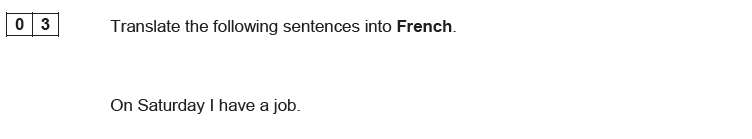 0 3 Translate the following sentences into French.
On Saturday I have a job.